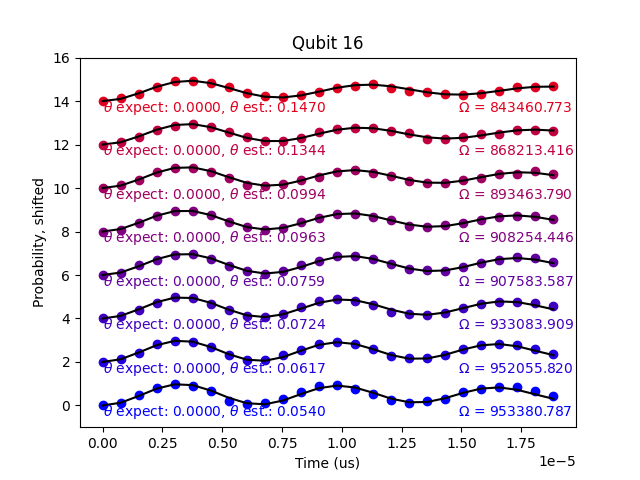 Qubit 16
Probability, shifted
16
14
12
10
8
6
4
2
0
θ expect: 0.0000, θ est.: 0.1470 Ω = 843460.773
θ expect: 0.0000, θ est.: 0.1344 Ω = 868213.416
θ expect: 0.0000, θ est.: 0.0994 Ω = 893463.790
θ expect: 0.0000, θ est.: 0.0963 Ω = 908254.446
θ expect: 0.0000, θ est.: 0.0759 Ω = 907583.587
θ expect: 0.0000, θ est.: 0.0724 Ω = 933083.909
θ expect: 0.0000, θ est.: 0.0617 Ω = 952055.820
θ expect: 0.0000, θ est.: 0.0540 Ω = 953380.787
0.00 0.25 0.50 0.75 1.00 1.25 1.50 1.75
1e−5
Time (us)